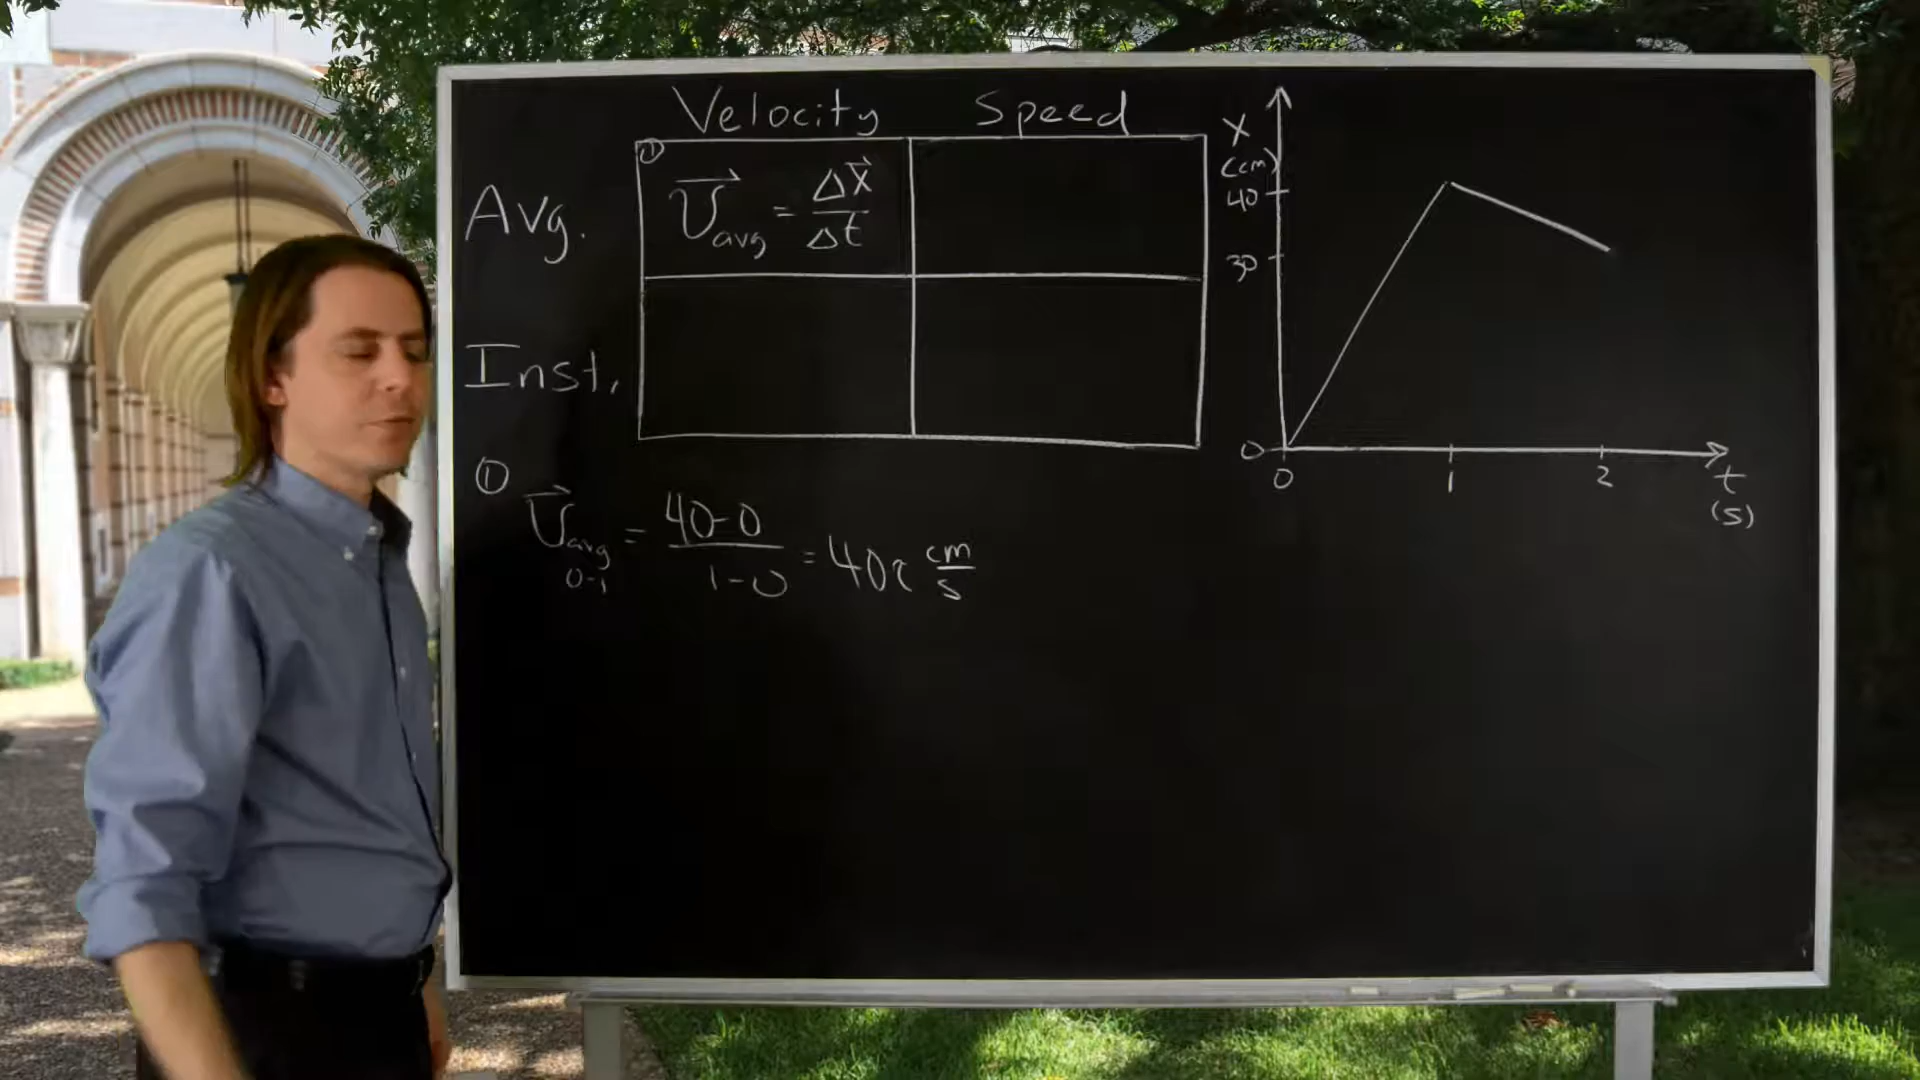 Velocity Speed
Avg.
①
v⃗avg = Δx⃗/Δt
Inst.
①
v⃗avg 0-1 = 40-0/1-0 = 40 cm/s
X
(cm)
40
30
0
0 1 2 t
(s)